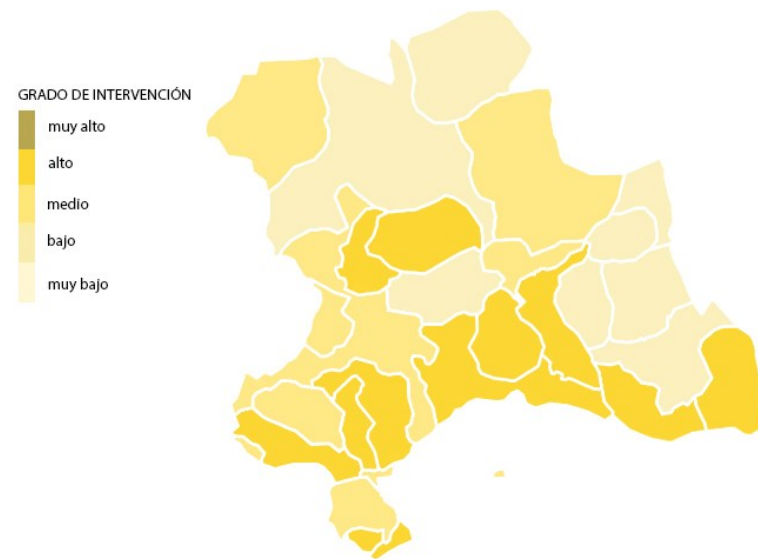 GRADO DE INTERVENCIÓN
muy alto
alto
medio
bajo
muy bajo